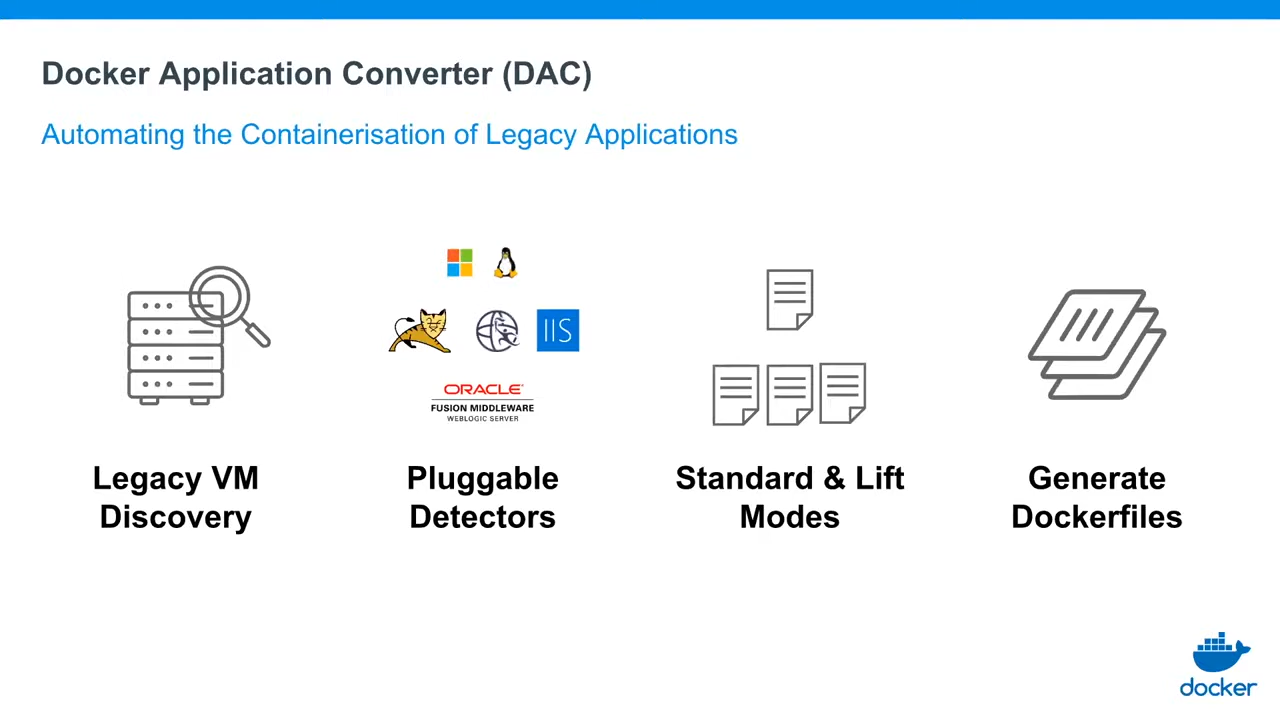 Docker Application Converter (DAC)
Automating the Containerisation of Legacy Applications
IIS
ORACLE
FUSION MIDDLEWARE
WEBLOGIC SERVER
Legacy VM
Discovery
Pluggable
Detectors
Standard & Lift
Modes
Generate
Dockerfiles
docker